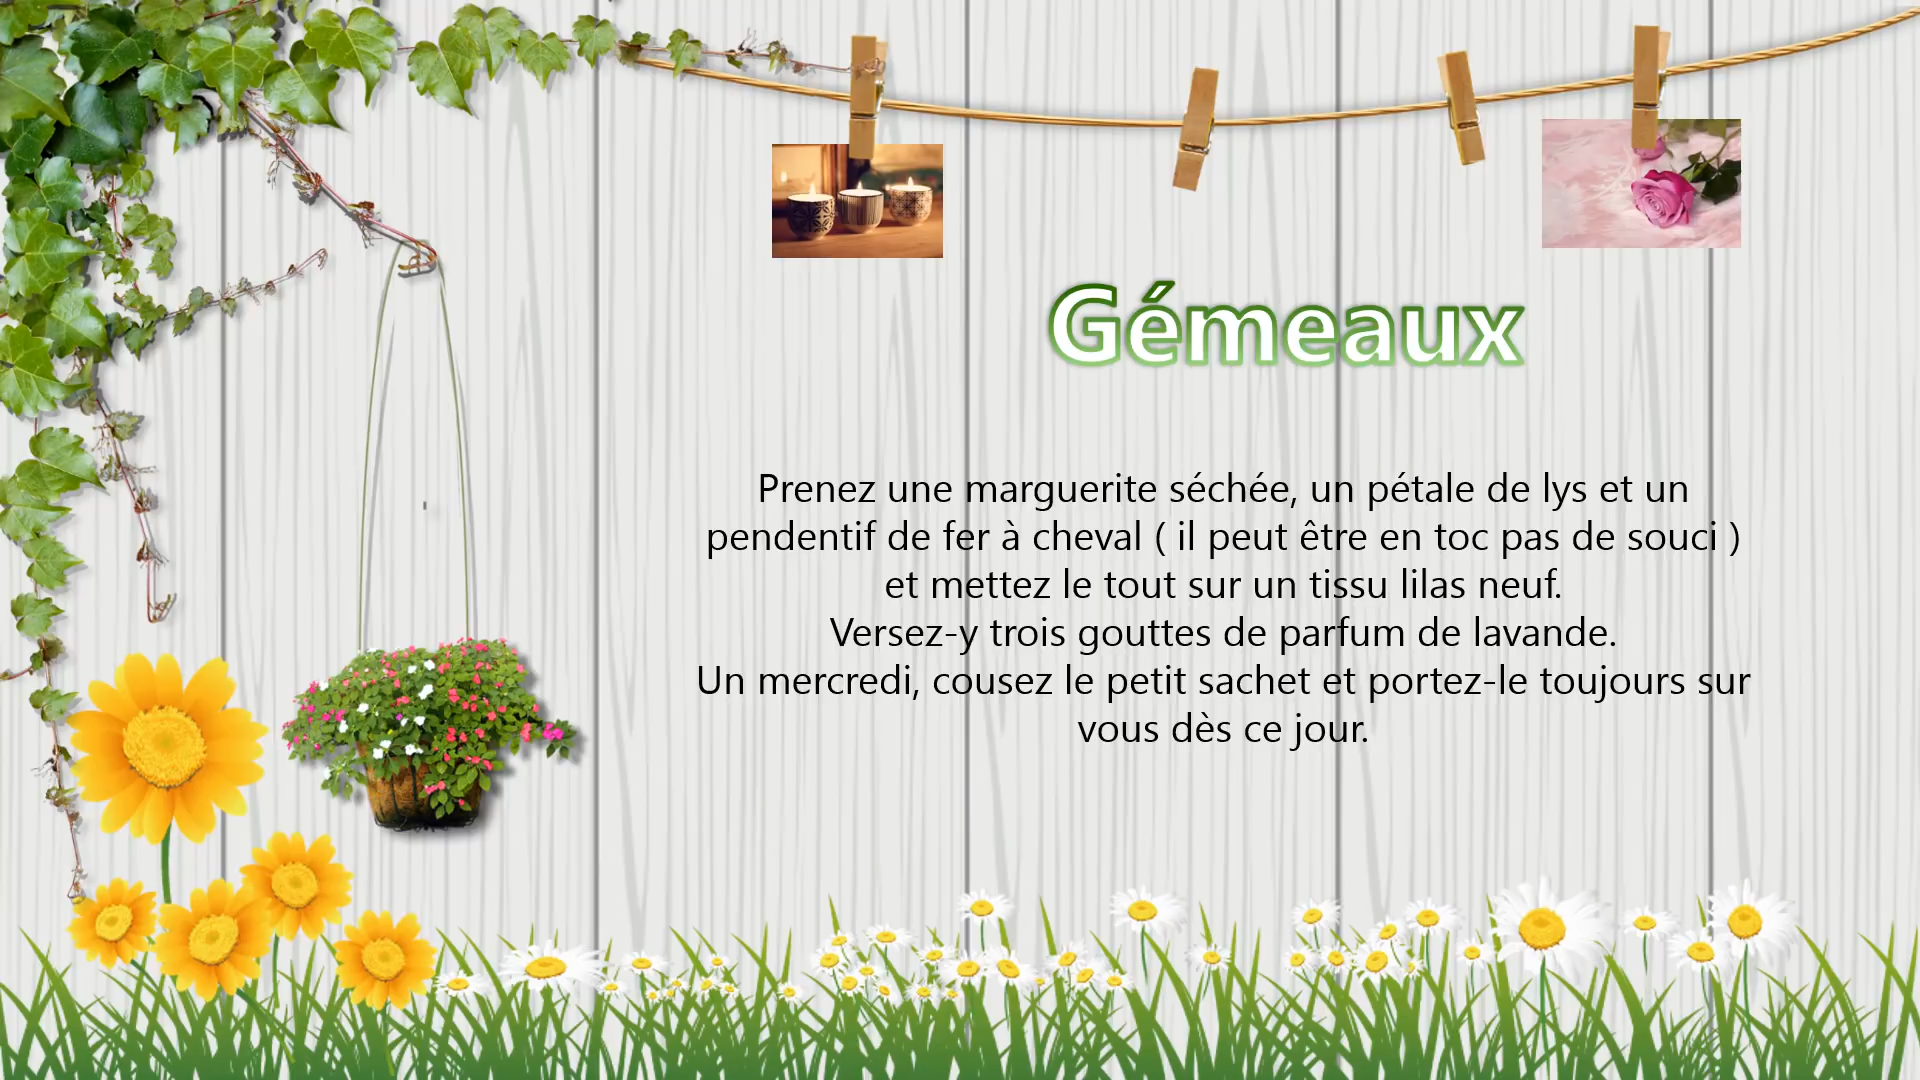 Gémeaux
Prenez une marguerite séchée, un pétale de lys et un
pendentif de fer à cheval ( il peut être en toc pas de souci )
et mettez le tout sur un tissu lilas neuf.
Versez-y trois gouttes de parfum de lavande.
Un mercredi, cousez le petit sachet et portez-le toujours sur
vous dès ce jour.